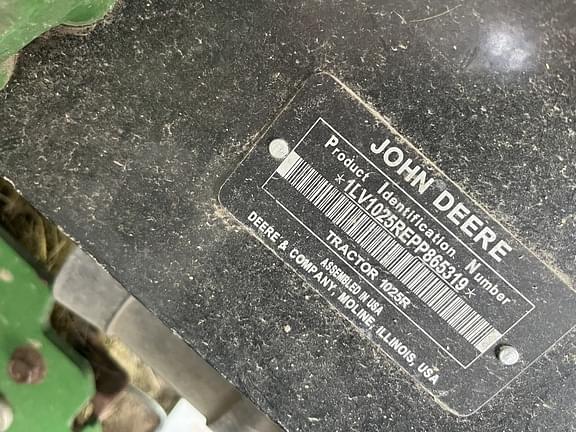 JOHN DEERE
Product Identification Number
*1LV1025REPP865319*
TRACTOR 1025R
ASSEMBLED IN USA
DEERE & COMPANY MOLINE, ILLINOIS, USA